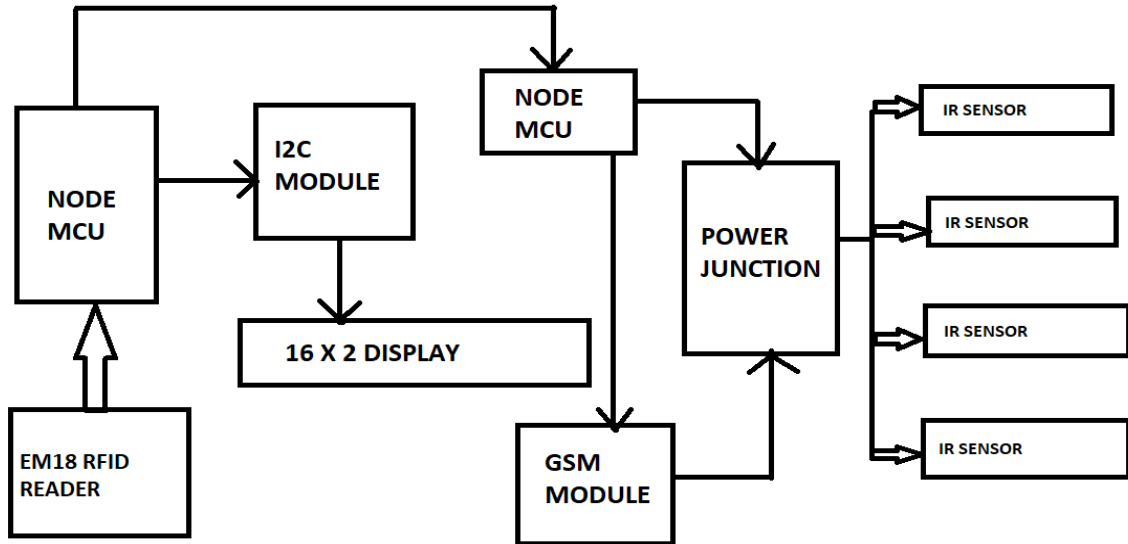 NODE
MCU
I2C
MODULE
16 X 2 DISPLAY
EM18 RFID
READER
NODE
MCU
GSM
MODULE
POWER
JUNCTION
IR SENSOR
IR SENSOR
IR SENSOR
IR SENSOR